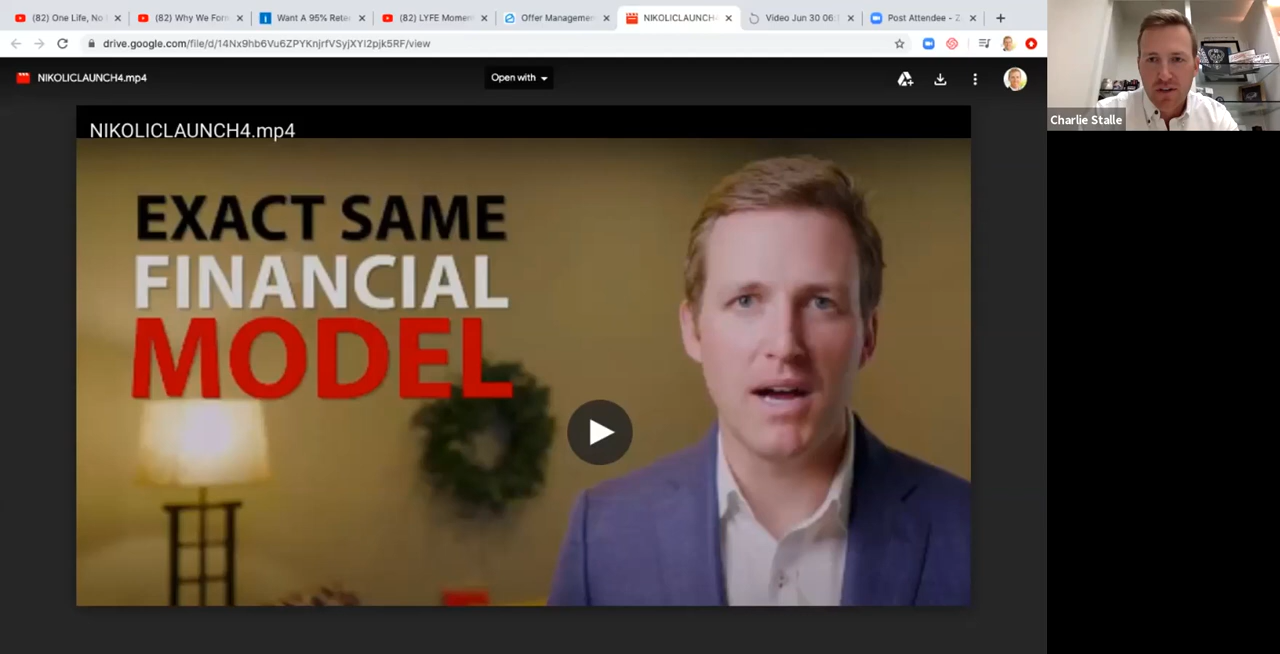 (82) One Life, No
(82) Why We Form
Want A 95% Rete
(82) LYFE Momen
Offer Managemen
NIKOLICLAUNCH
Video Jun 30 06:
Post Attendee - Z
drive.google.com/file/d/14Nx9hb6Vu6ZPYKnjrfVSyjXYI2pjk5RF/view
NIKOLICLAUNCH4.mp4
Open with
NIKOLICLAUNCH4.mp4
EXACT SAME
FINANCIAL
MODEL
Charlie Stalle